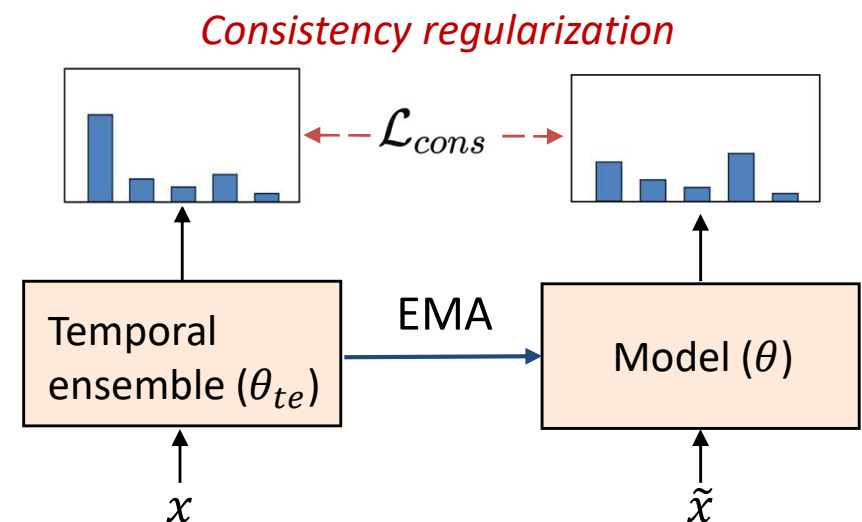 Consistency regularization
ℒ_cons
EMA
Temporal
ensemble (θ_te)
Model (θ)
x
x̃